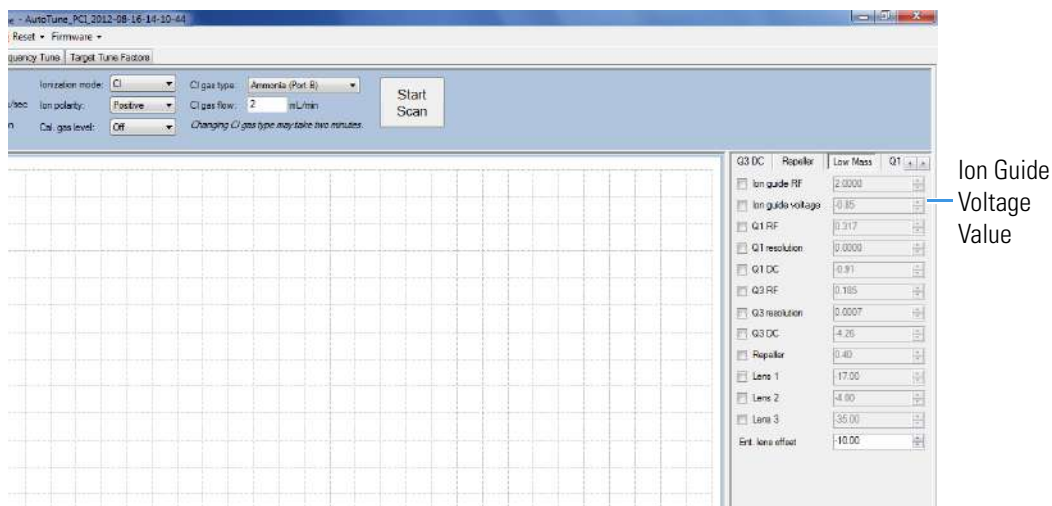 - AutoTune_PCI_2012-08-16-14-10-44
Reset Firmware
quency Tune Target Tune Factors
Ionization mode: CI CI gas type: Ammonia (Port B)
/sec Ion polarity: Positive CI gas flow: 2 mL/min
Cal. gas level: Off Changing CI gas type may take two minutes.
Start
Scan
Q3 DC Repeller Low Mass Q1
Ion guide RF 2.0000
Ion guide voltage -0.85
Q1 RF 0.317
Q1 resolution 0.0000
Q1 DC -0.91
Q3 RF 0.185
Q3 resolution 0.0007
Q3 DC -4.26
Repeller 0.40
Lens 1 -17.00
Lens 2 -4.00
Lens 3 -35.00
Ent. lens offset -10.00
Ion Guide
Voltage
Value